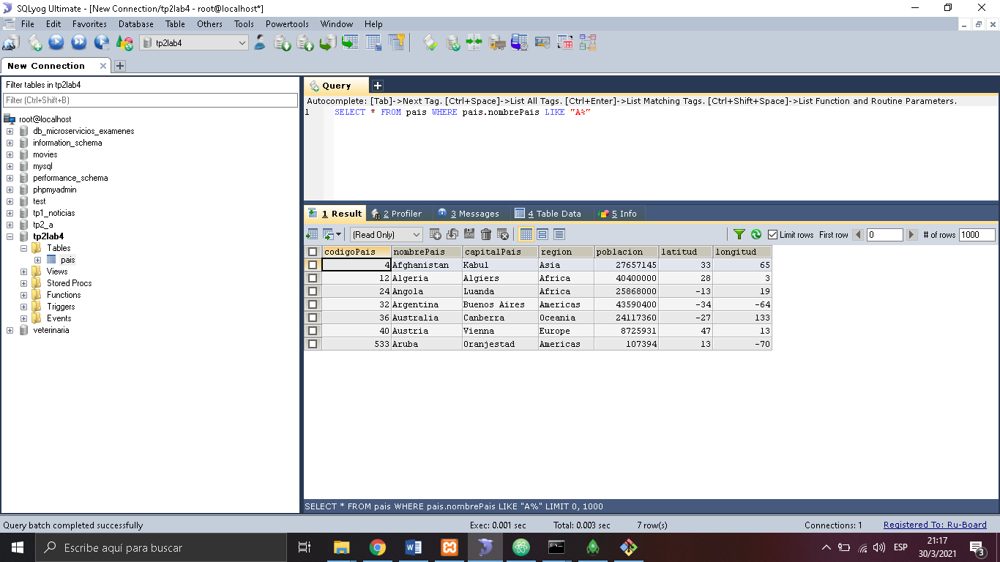 SQLyog Ultimate - [New Connection/tp2lab4 - root@localhost*]
File Edit Favorites Database Table Others Tools Powertools Window Help
tp2lab4
New Connection
Filter tables in tp2lab4
Filter (Ctrl+Shift+B)
root@localhost
db_microservicios_examenes
information_schema
movies
mysql
performance_schema
phpmyadmin
test
tp1_noticias
tp2_a
tp2lab4
Tables
pais
Views
Stored Procs
Functions
Triggers
Events
veterinaria
Query
Autocomplete: [Tab]->Next Tag. [Ctrl+Space]->List All Tags. [Ctrl+Enter]->List Matching Tags. [Ctrl+Shift+Space]->List Function and Routine Parameters.
1 SELECT * FROM pais WHERE pais.nombrePais LIKE "A%"
1 Result 2 Profiler 3 Messages 4 Table Data 5 Info
(Read Only) Limit rows First row 0 # of rows 1000
codigoPais nombrePais capitalPais region poblacion latitud longitud
4 Afghanistan Kabul Asia 27657145 33 65
12 Algeria Algiers Africa 40400000 28 3
24 Angola Luanda Africa 25868000 -13 19
32 Argentina Buenos Aires Americas 43590400 -34 -64
36 Australia Canberra Oceania 24117360 -27 133
40 Austria Vienna Europe 8725931 47 13
533 Aruba Oranjestad Americas 107394 13 -70
SELECT * FROM pais WHERE pais.nombrePais LIKE "A%" LIMIT 0, 1000
Query batch completed successfully Exec: 0.001 sec Total: 0.003 sec 7 row(s) Connections: 1 Registered To: Ru-Board
Escribe aquí para buscar
ESP
21:17
30/3/2021
3